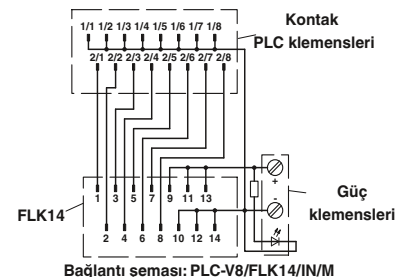 Kontak
PLC klemensleri
1/1 1/2 1/3 1/4 1/5 1/6 1/7 1/8
2/1 2/2 2/3 2/4 2/5 2/6 2/7 2/8
1 3 5 7 9 11 13
+
-
FLK14
Güç
klemensleri
2 4 6 8 10 12 14
Bağlantı şeması: PLC-V8/FLK14/IN/M